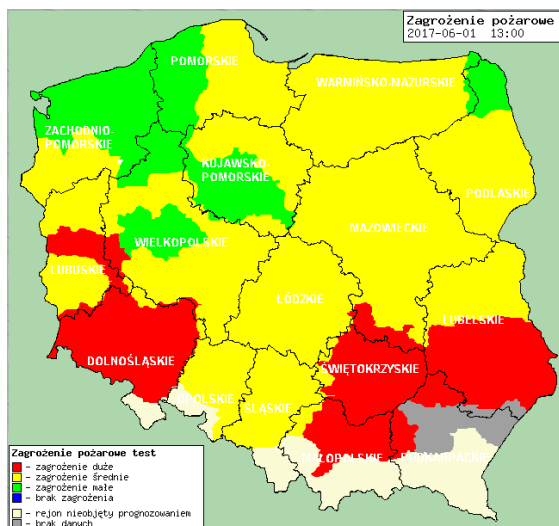 Zagrożenie pożarowe
2017-06-01 13:00
POMORSKIE
WARMIŃSKO-MAZURSKIE
ZACHODNIO-
POMORSKIE
KUJAWSKO-
POMORSKIE
PODLASKIE
MAZOWIECKIE
WIELKOPOLSKIE
LUBUSKIE
ŁÓDZKIE
LUBELSKIE
DOLNOŚLĄSKIE
ŚWIĘTOKRZYSKIE
OPOLSKIE
ŚLĄSKIE
MAŁOPOLSKIE
PODKARPACKIE
Zagrożenie pożarowe test
- zagrożenie duże
- zagrożenie średnie
- zagrożenie małe
- brak zagrożenia
- rejon nieobjęty prognozowaniem
- brak danych